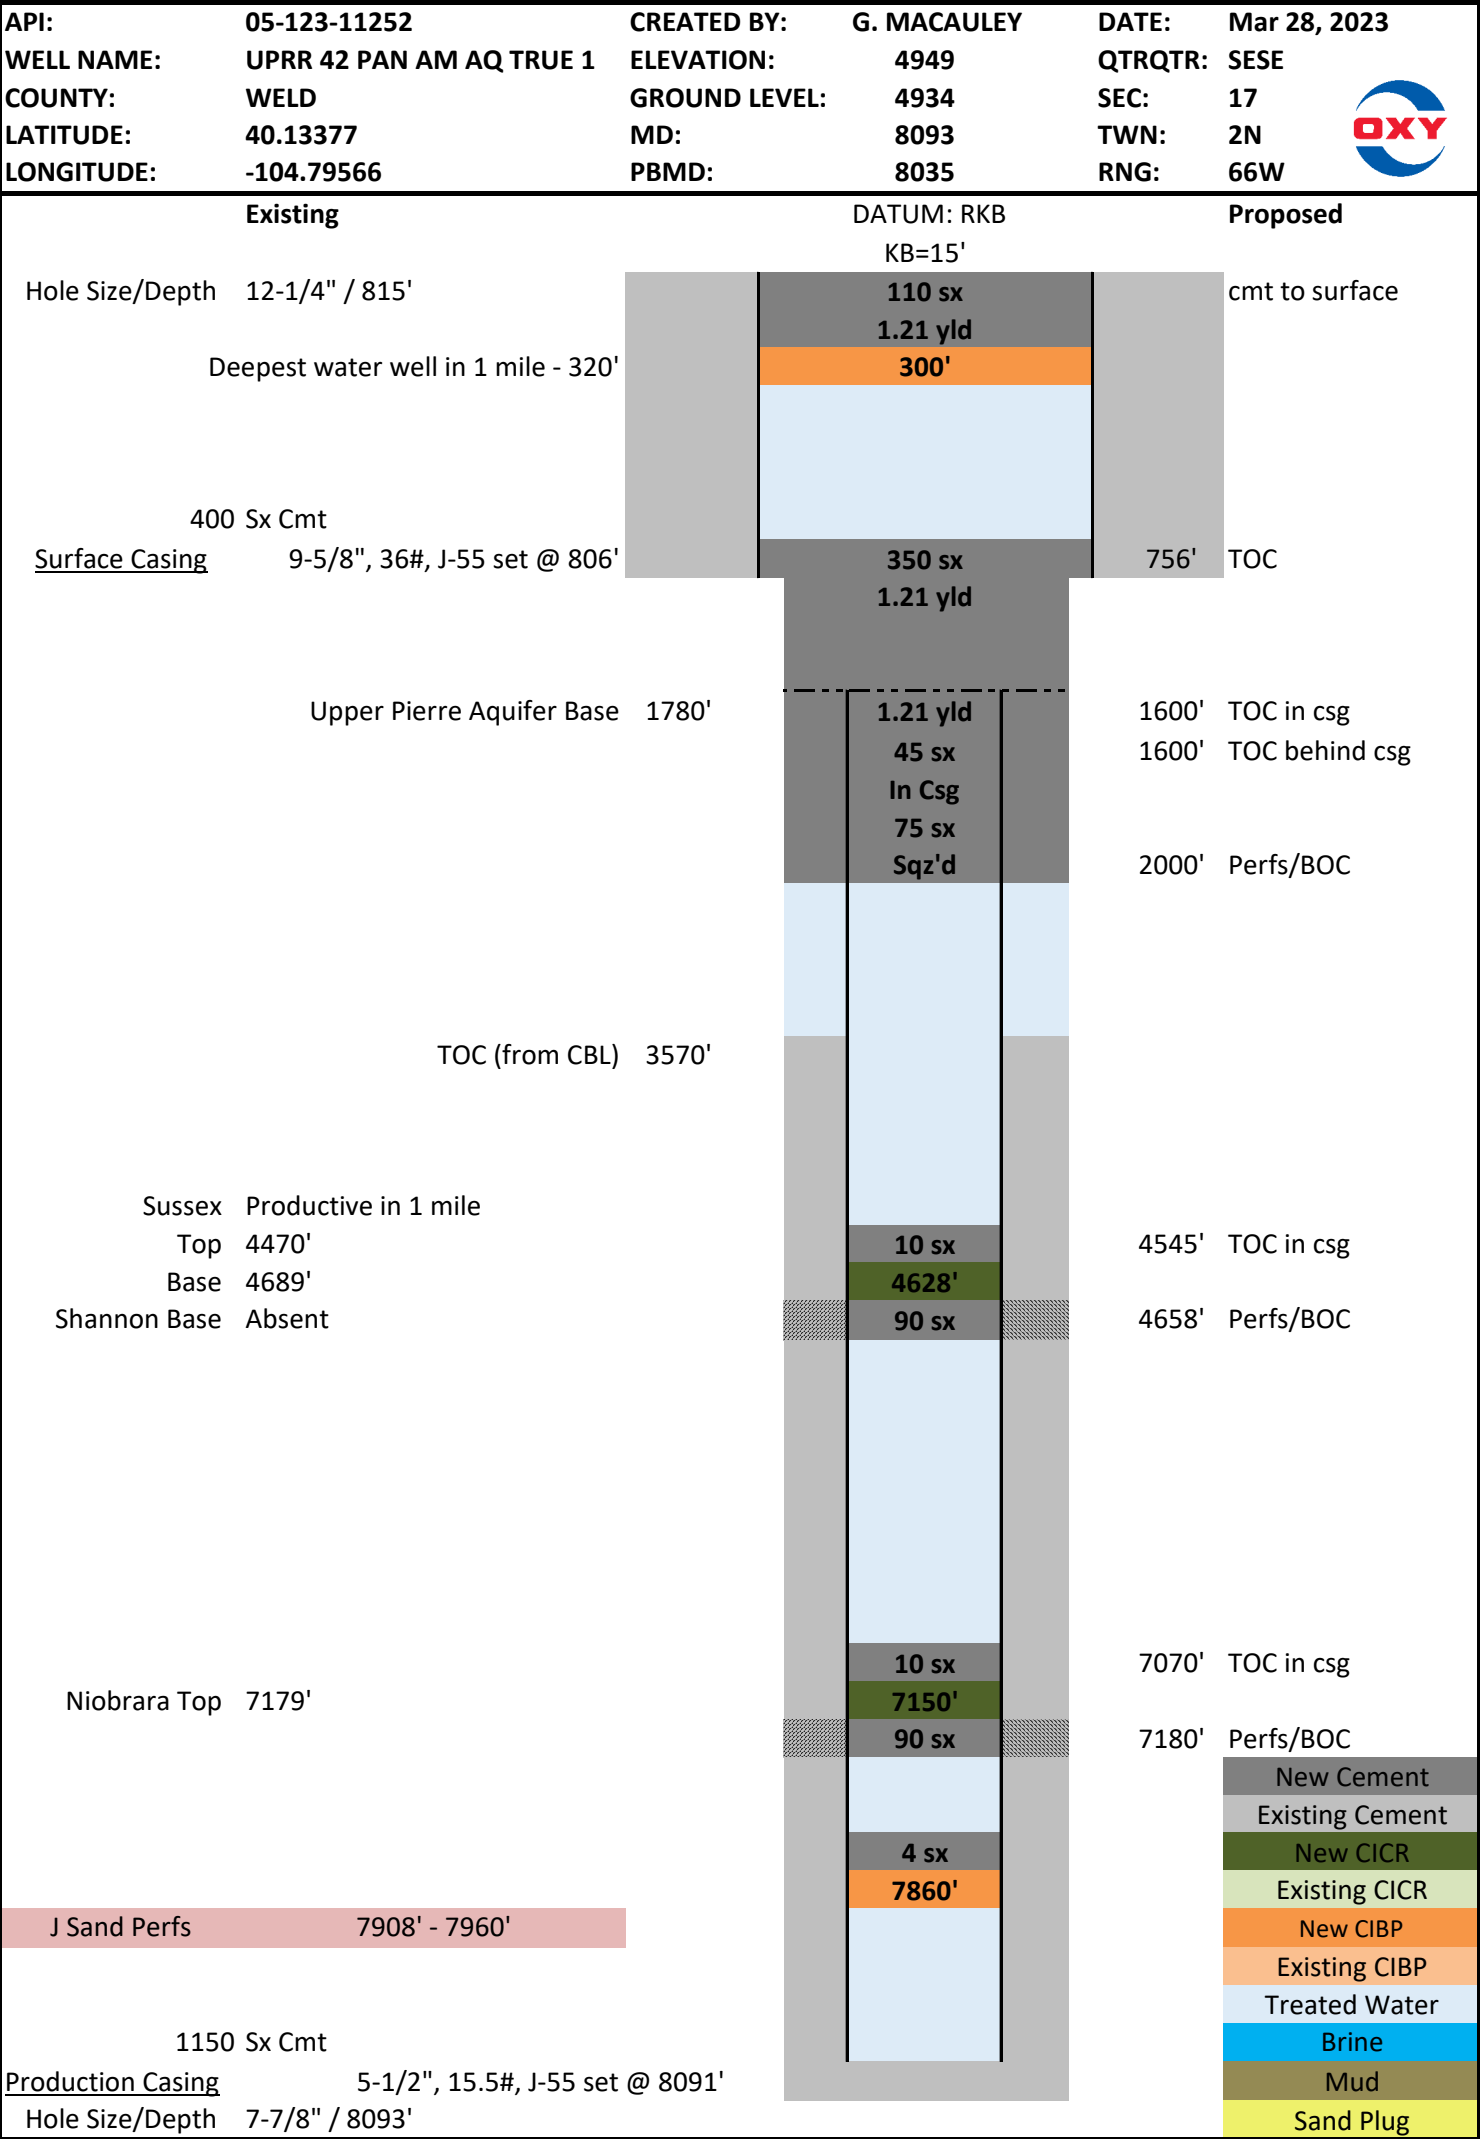 API: 05-123-11252 CREATED BY: G. MACAULEY DATE: Mar 28, 2023
WELL NAME: UPRR 42 PAN AM AQ TRUE 1 ELEVATION: 4949 QTRQTR: SESE
COUNTY: WELD GROUND LEVEL: 4934 SEC: 17
LATITUDE: 40.13377 MD: 8093 TWN: 2N
LONGITUDE: -104.79566 PBMD: 8035 RNG: 66W
OXY
Existing DATUM: RKB Proposed
KB=15'
Hole Size/Depth 12-1/4" / 815' 110 sx cmt to surface
1.21 yld
Deepest water well in 1 mile - 320' 300'
400 Sx Cmt
Surface Casing 9-5/8", 36#, J-55 set @ 806' 350 sx 756' TOC
1.21 yld
Upper Pierre Aquifer Base 1780' 1.21 yld 1600' TOC in csg
45 sx 1600' TOC behind csg
In Csg
75 sx
Sqz'd 2000' Perfs/BOC
TOC (from CBL) 3570'
Sussex Productive in 1 mile
Top 4470' 10 sx 4545' TOC in csg
Base 4689' 4628'
Shannon Base Absent 90 sx 4658' Perfs/BOC
10 sx 7070' TOC in csg
Niobrara Top 7179' 7150'
90 sx 7180' Perfs/BOC
New Cement
Existing Cement
4 sx New CICR
7860' Existing CICR
J Sand Perfs 7908' - 7960' New CIBP
Existing CIBP
Treated Water
1150 Sx Cmt Brine
Production Casing 5-1/2", 15.5#, J-55 set @ 8091' Mud
Hole Size/Depth 7-7/8" / 8093' Sand Plug